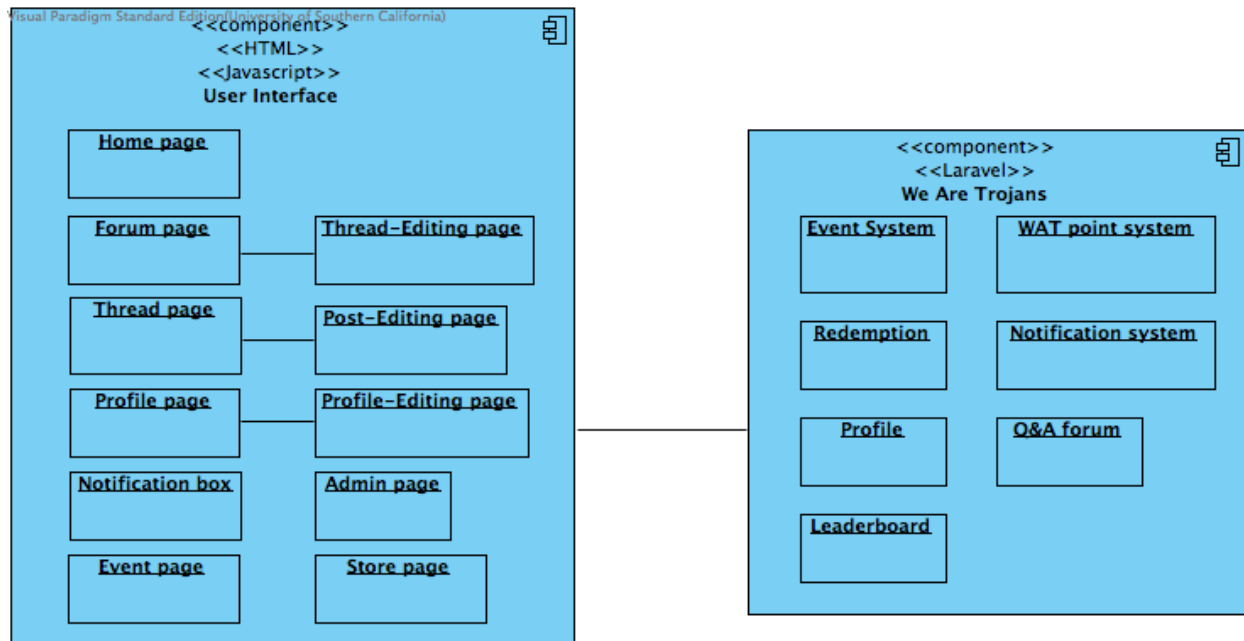 Visual Paradigm Standard Edition(University of Southern California)
<<component>>
<<HTML>>
<<Javascript>>
User Interface
Home page
Forum page
Thread-Editing page
Thread page
Post-Editing page
Profile page
Profile-Editing page
Notification box
Admin page
Event page
Store page
<<component>>
<<Laravel>>
We Are Trojans
Event System
WAT point system
Redemption
Notification system
Profile
Q&A forum
Leaderboard